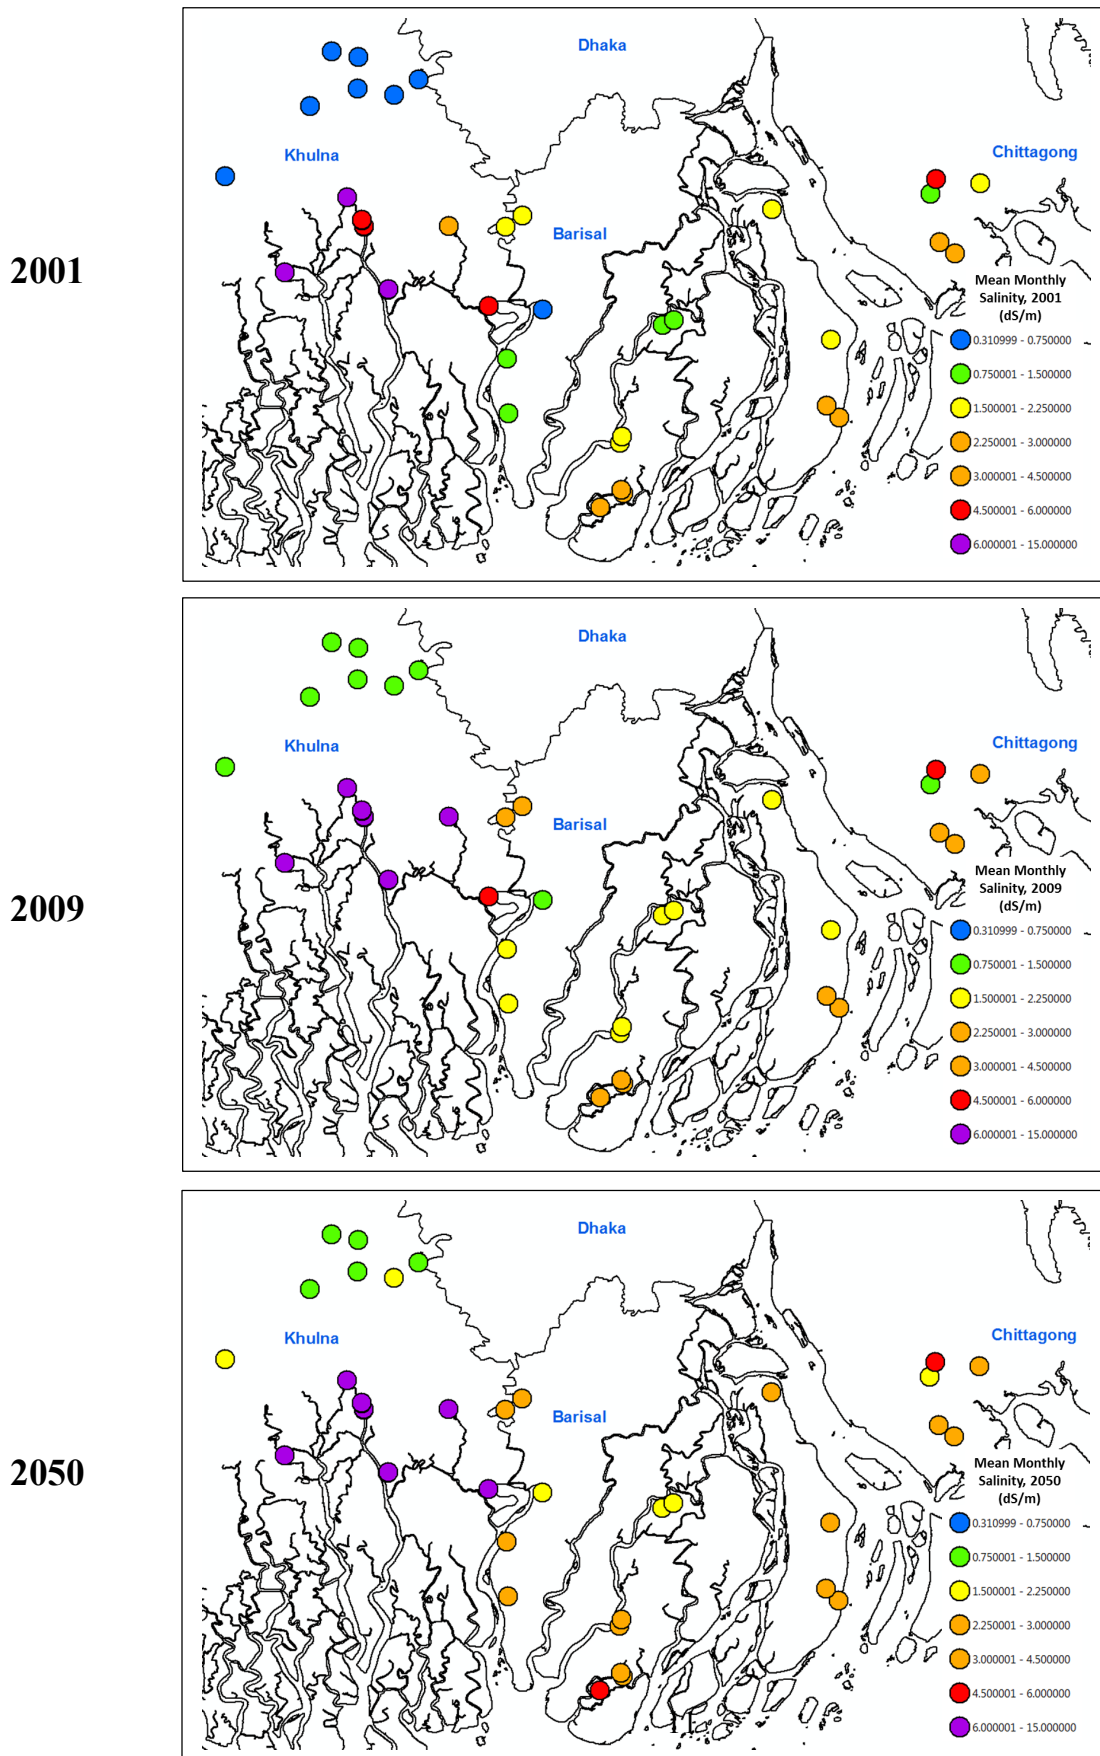 2001
Dhaka
Khulna
Chittagong
Barisal
Mean Monthly
Salinity, 2001
(dS/m)
0.310999 - 0.750000
0.750001 - 1.500000
1.500001 - 2.250000
2.250001 - 3.000000
3.000001 - 4.500000
4.500001 - 6.000000
6.000001 - 15.000000
2009
Dhaka
Khulna
Chittagong
Barisal
Mean Monthly
Salinity, 2009
(dS/m)
0.310999 - 0.750000
0.750001 - 1.500000
1.500001 - 2.250000
2.250001 - 3.000000
3.000001 - 4.500000
4.500001 - 6.000000
6.000001 - 15.000000
2050
Dhaka
Khulna
Chittagong
Barisal
Mean Monthly
Salinity, 2050
(dS/m)
0.310999 - 0.750000
0.750001 - 1.500000
1.500001 - 2.250000
2.250001 - 3.000000
3.000001 - 4.500000
4.500001 - 6.000000
6.000001 - 15.000000
11